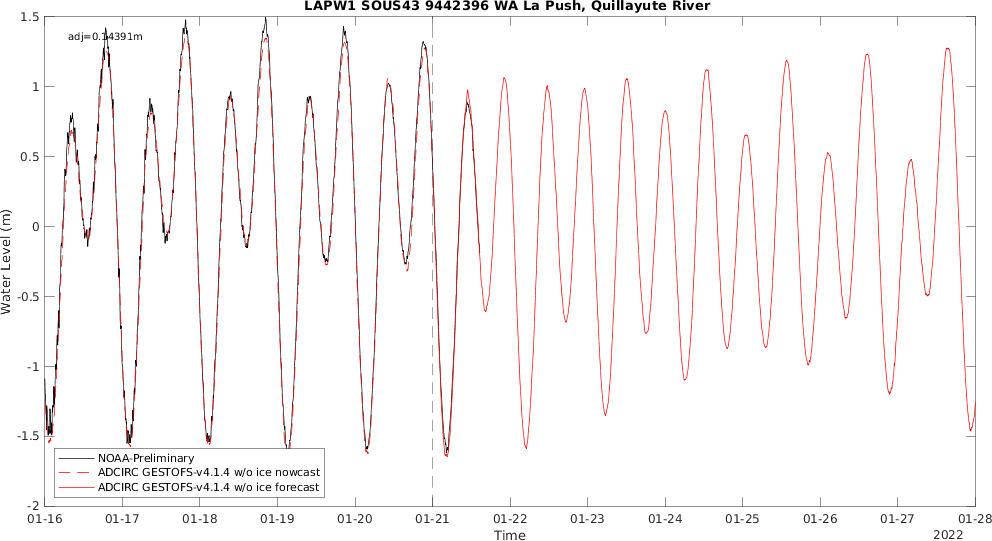 LAPW1 SOUS43 9442396 WA La Push, Quillayute River
adj=0.14391m
1.5
1
0.5
0
-0.5
-1
-1.5
-2
Water Level (m)
NOAA-Preliminary
ADCIRC GESTOFS-v4.1.4 w/o ice nowcast
ADCIRC GESTOFS-v4.1.4 w/o ice forecast
01-16 01-17 01-18 01-19 01-20 01-21 01-22 01-23 01-24 01-25 01-26 01-27 01-28
Time
2022